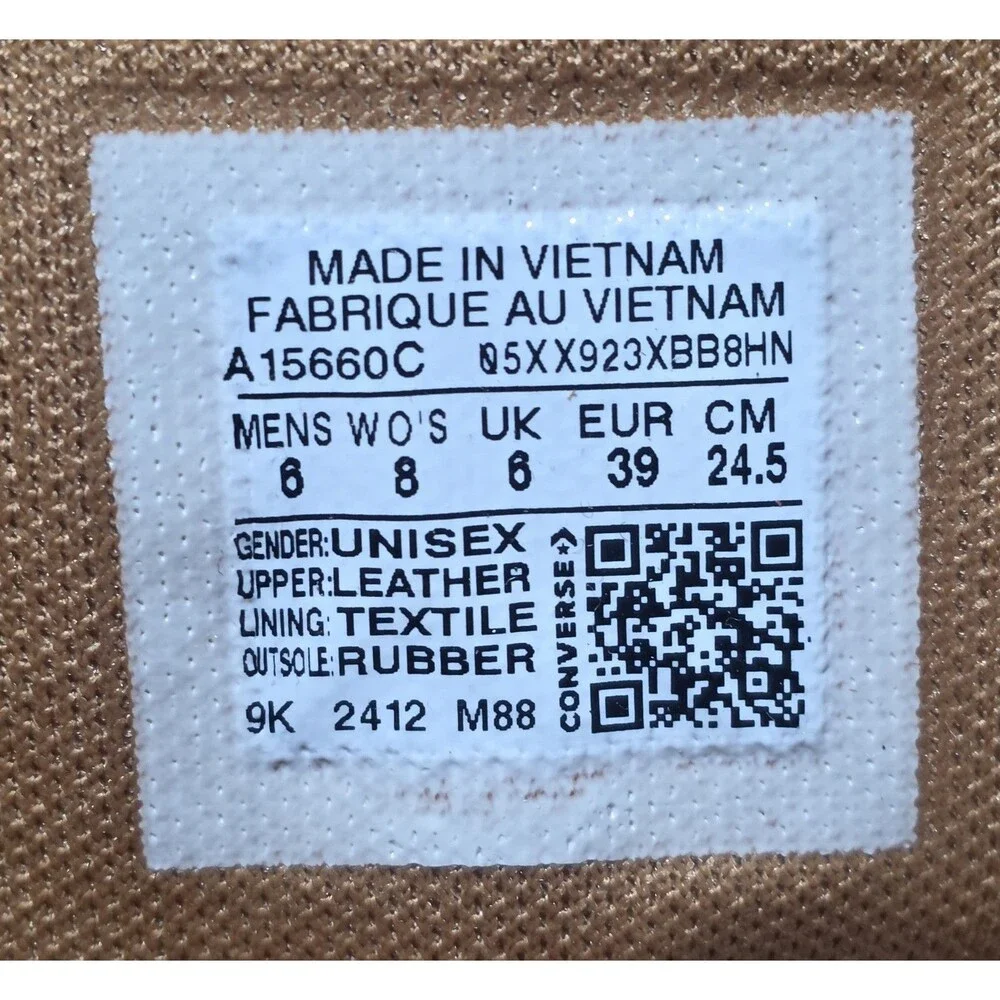 MADE IN VIETNAM
FABRIQUE AU VIETNAM
A15660C 05XX923XBB8HN
MENS WO'S UK EUR CM
6 8 6 39 24.5
GENDER:UNISEX
UPPER:LEATHER
LINING:TEXTILE
OUTSOLE:RUBBER
9K 2412 M88
CONVERSE